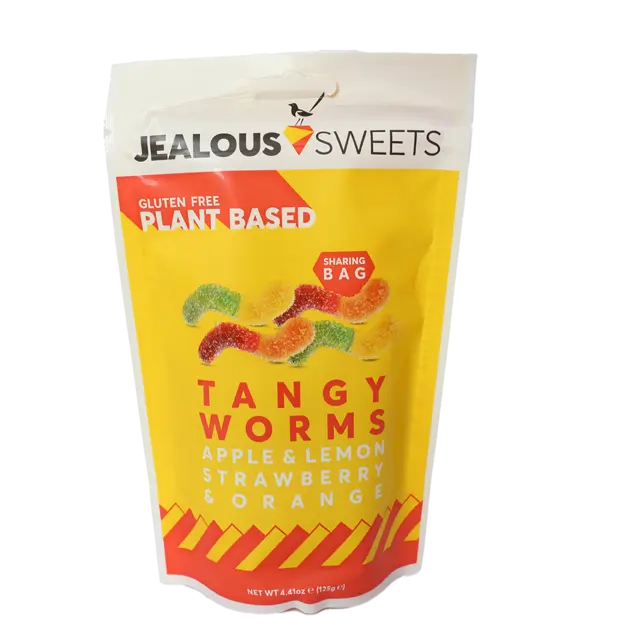 JEALOUS SWEETS
GLUTEN FREE
PLANT BASED
SHARING
BAG
TANGY
WORMS
APPLE & LEMON
STRAWBERRY
& ORANGE
NET WT 4.41oz ℮ (125g ℮)